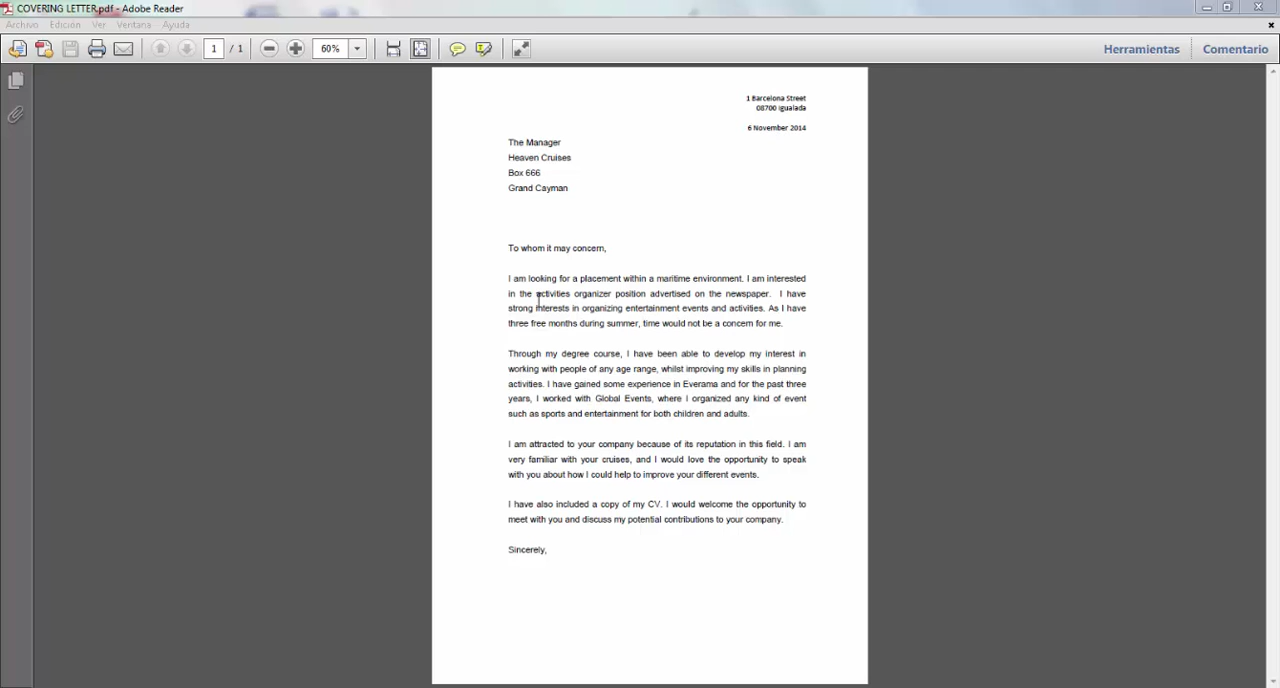 COVERING LETTER.pdf - Adobe Reader
Archivo Edición Ver Ventana Ayuda
1 / 1 60% Herramientas Comentario
1 Barcelona Street
08700 Igualada
6 November 2014
The Manager
Heaven Cruises
Box 666
Grand Cayman
To whom it may concern,
I am looking for a placement within a maritime environment. I am interested
in the activities organizer position advertised on the newspaper. I have
strong interests in organizing entertainment events and activities. As I have
three free months during summer, time would not be a concern for me.
Through my degree course, I have been able to develop my interest in
working with people of any age range, whilst improving my skills in planning
activities. I have gained some experience in Everama and for the past three
years, I worked with Global Events, where I organized any kind of event
such as sports and entertainment for both children and adults.
I am attracted to your company because of its reputation in this field. I am
very familiar with your cruises, and I would love the opportunity to speak
with you about how I could help to improve your different events.
I have also included a copy of my CV. I would welcome the opportunity to
meet with you and discuss my potential contributions to your company.
Sincerely,